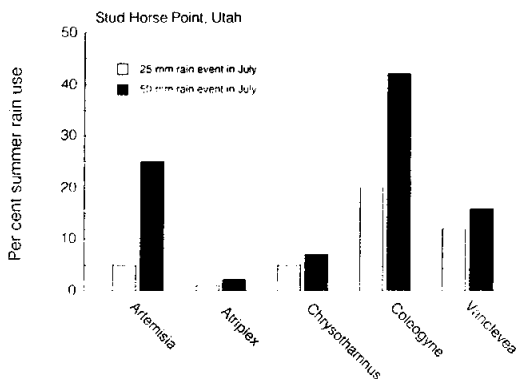 Stud Horse Point, Utah
50
25 mm rain event in July
50 mm rain event in July
40
30
20
10
0
Per cent summer rain use
Artemisia
Atriplex
Chrysothamnus
Coleogyne
Vanclevea